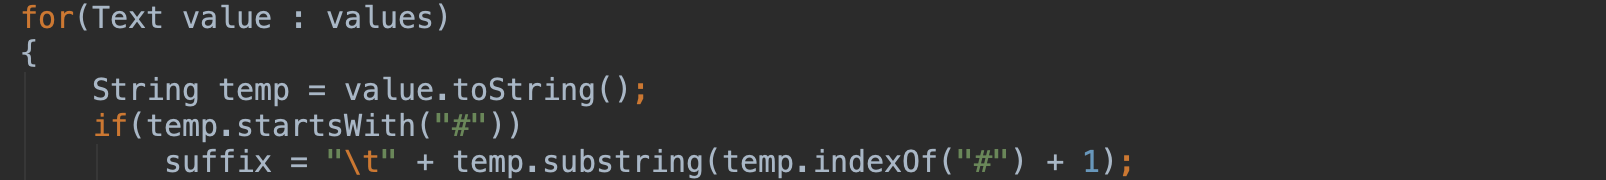 for(Text value : values)
{
    String temp = value.toString();
    if(temp.startsWith("#"))
        suffix = "\t" + temp.substring(temp.indexOf("#") + 1);